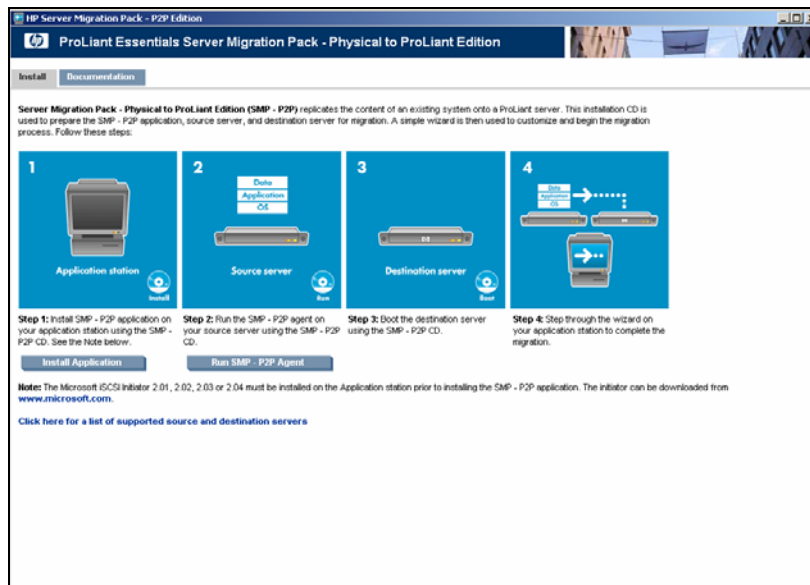 HP Server Migration Pack - P2P Edition
hp
ProLiant Essentials Server Migration Pack - Physical to ProLiant Edition
Install Documentation
Server Migration Pack - Physical to ProLiant Edition (SMP - P2P) replicates the content of an existing system onto a ProLiant server. This installation CD is
used to prepare the SMP - P2P application, source server, and destination server for migration. A simple wizard is then used to customize and begin the migration
process. Follow these steps:
1
Application station
Install
2
Data
Application
OS
Source server
Run
3
Destination server
Boot
4
Data
Application
OS
Step 1: Install SMP - P2P application on
your application station using the SMP -
P2P CD. See the Note below.
Install Application
Step 2: Run the SMP - P2P agent on
your source server using the SMP - P2P
CD.
Run SMP - P2P Agent
Step 3: Boot the destination server
using the SMP - P2P CD.
Step 4: Step through the wizard on
your application station to complete the
migration.
Note: The Microsoft iSCSI Initiator 2.01, 2.02, 2.03 or 2.04 must be installed on the Application station prior to installing the SMP - P2P application. The initiator can be downloaded from
www.microsoft.com.
Click here for a list of supported source and destination servers